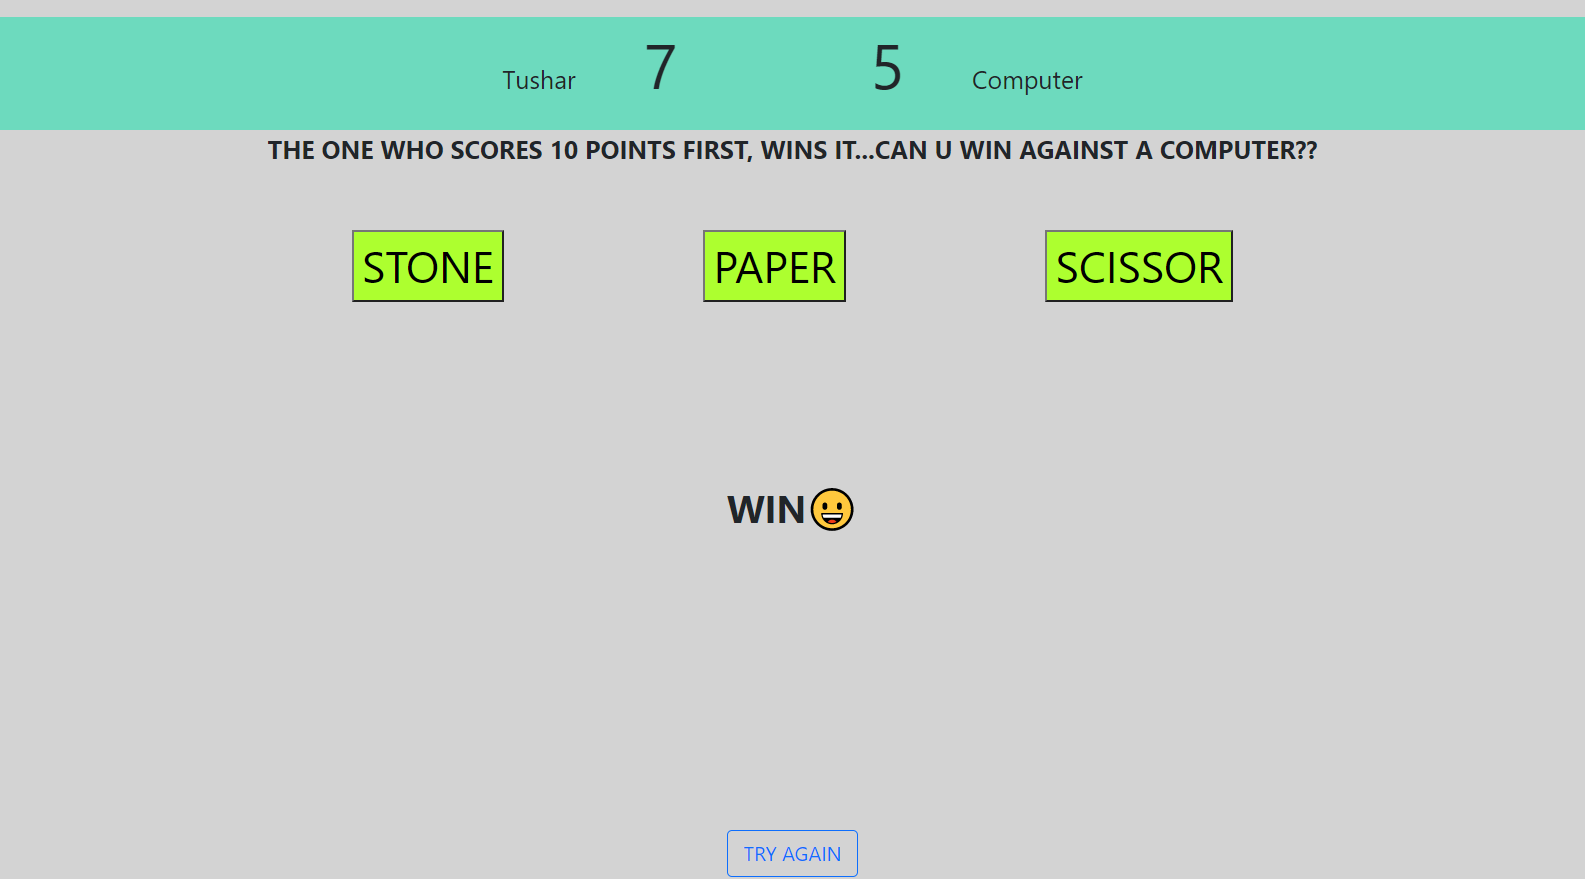 Tushar 7 5 Computer
THE ONE WHO SCORES 10 POINTS FIRST, WINS IT...CAN U WIN AGAINST A COMPUTER??
STONE PAPER SCISSOR
WIN😀
TRY AGAIN